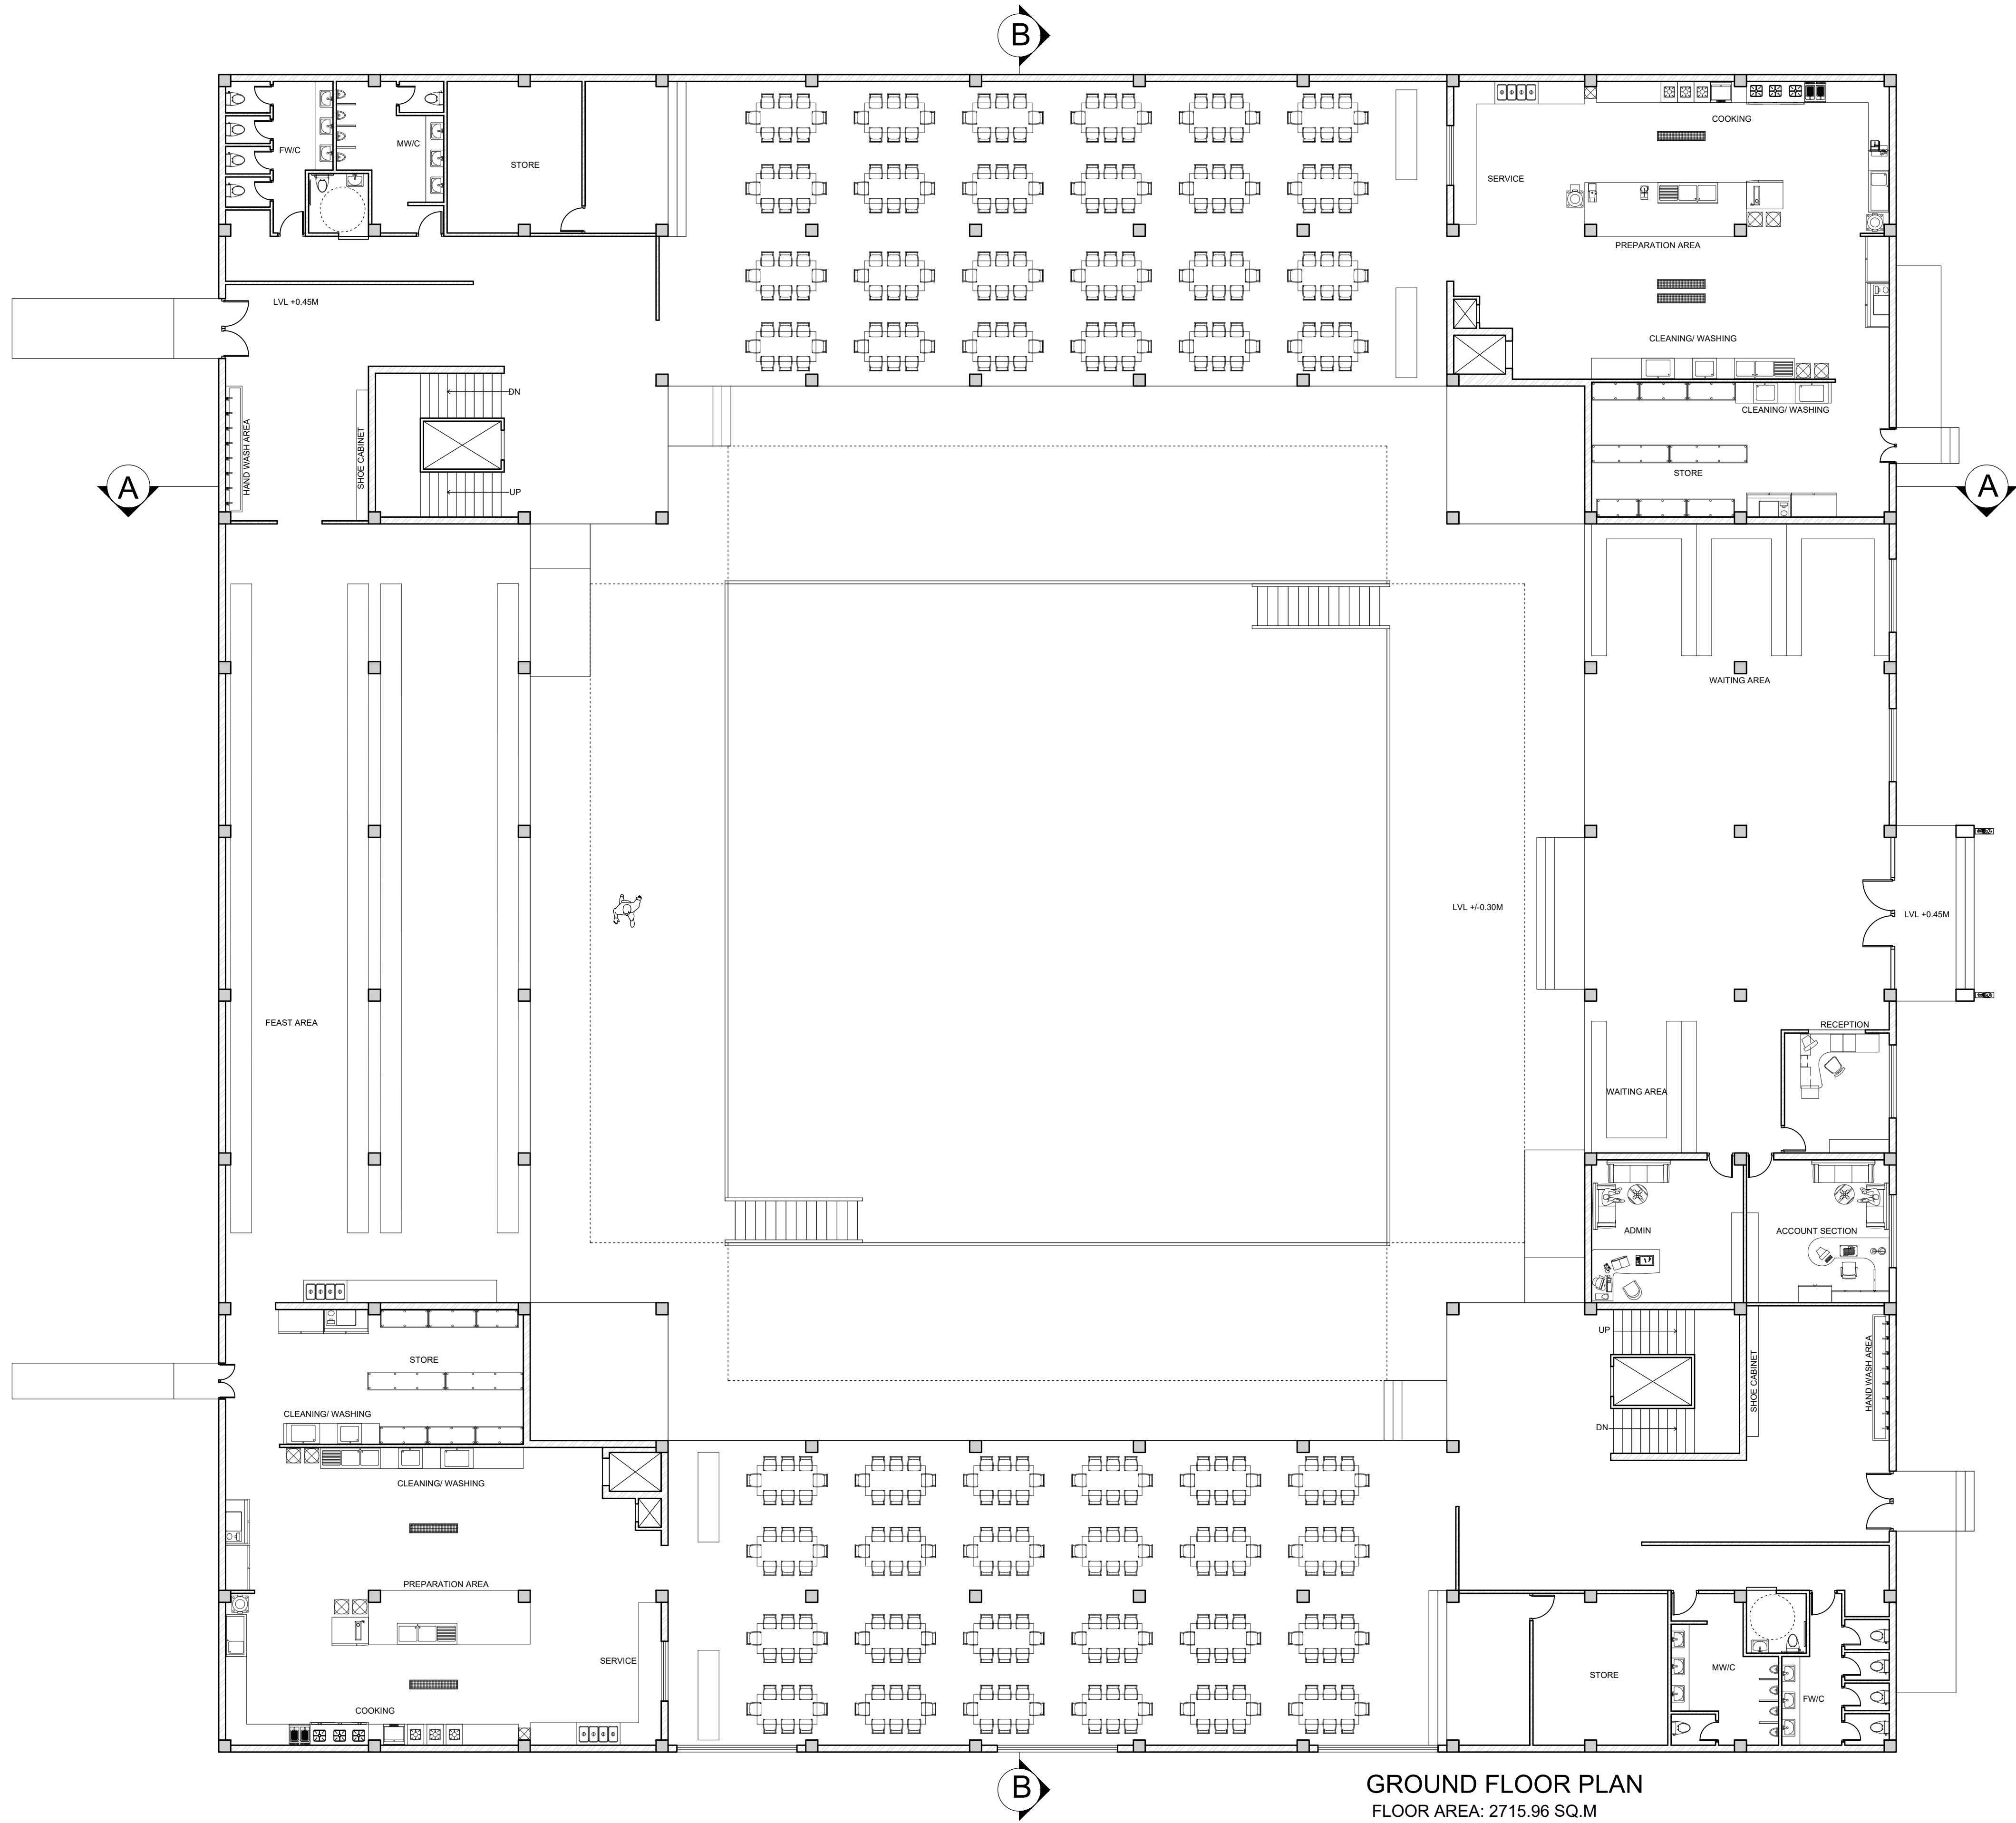 B
COOKING
FW/C
MW/C
STORE
SERVICE
PREPARATION AREA
LVL +0.45M
CLEANING/ WASHING
DN
CLEANING/ WASHING
HAND WASH AREA
SHOE CABINET
STORE
A
UP
A
WAITING AREA
LVL +/-0.30M
LVL +0.45M
FEAST AREA
RECEPTION
WAITING AREA
ADMIN
ACCOUNT SECTION
UP
STORE
SHOE CABINET
HAND WASH AREA
CLEANING/ WASHING
DN
CLEANING/ WASHING
PREPARATION AREA
SERVICE
MW/C
STORE
FW/C
COOKING
B
GROUND FLOOR PLAN
FLOOR AREA: 2715.96 SQ.M